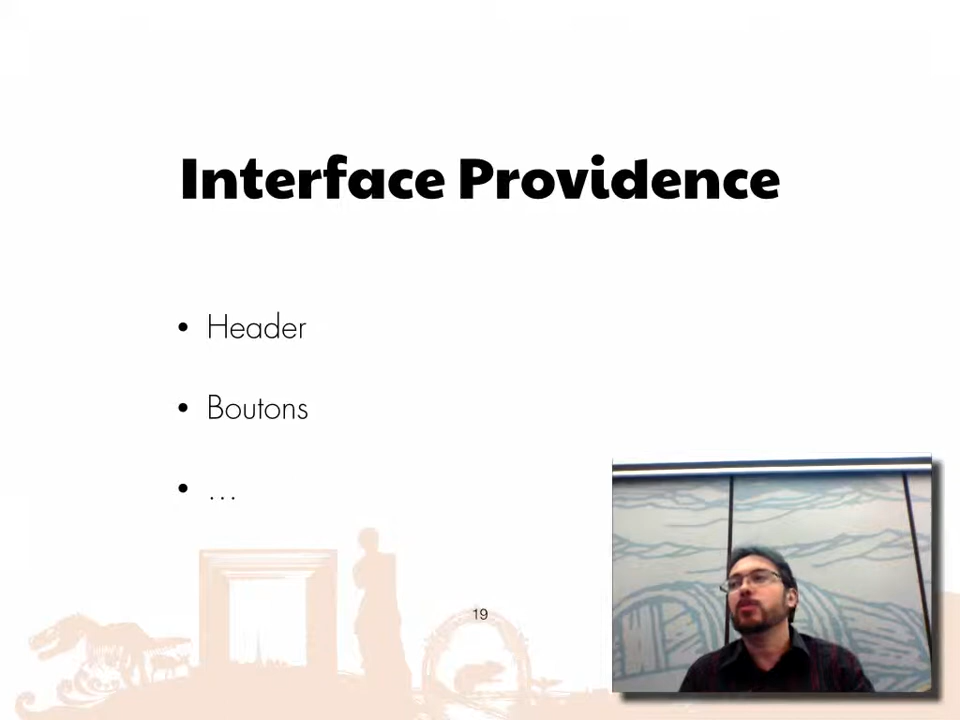 Interface Providence
• Header
• Boutons
• …
19